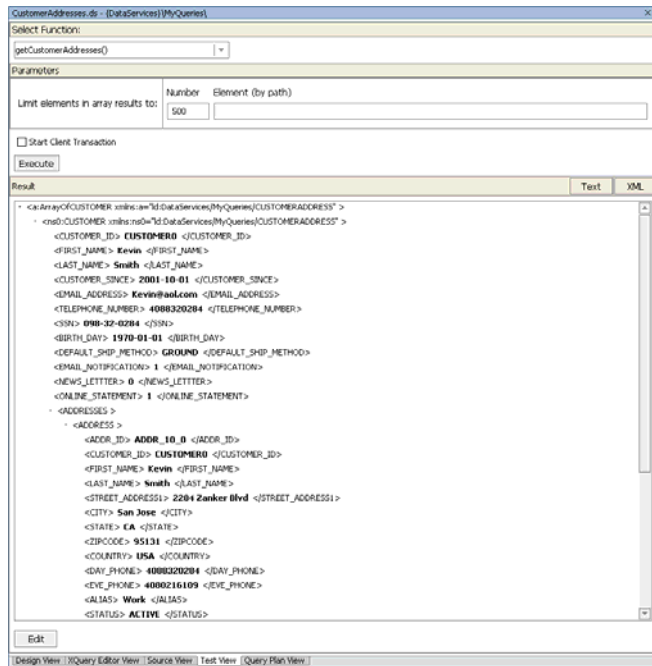 CustomerAddresses.ds - {DataServices}\MyQueries\
Select Function:
getCustomerAddresses()
Parameters
Number Element (by path)
Limit elements in array results to:
500
Start Client Transaction
Execute
Result Text XML
- <a:ArrayOfCUSTOMER xmlns:a="ld:DataServices/MyQueries/CUSTOMERADDRESS" >
- <ns0:CUSTOMER xmlns:ns0="ld:DataServices/MyQueries/CUSTOMERADDRESS" >
<CUSTOMER_ID> CUSTOMER0 </CUSTOMER_ID>
<FIRST_NAME> Kevin </FIRST_NAME>
<LAST_NAME> Smith </LAST_NAME>
<CUSTOMER_SINCE> 2001-10-01 </CUSTOMER_SINCE>
<EMAIL_ADDRESS> Kevin@aol.com </EMAIL_ADDRESS>
<TELEPHONE_NUMBER> 4088320284 </TELEPHONE_NUMBER>
<SSN> 098-32-0284 </SSN>
<BIRTH_DAY> 1970-01-01 </BIRTH_DAY>
<DEFAULT_SHIP_METHOD> GROUND </DEFAULT_SHIP_METHOD>
<EMAIL_NOTIFICATION> 1 </EMAIL_NOTIFICATION>
<NEWS_LETTTER> 0 </NEWS_LETTTER>
<ONLINE_STATEMENT> 1 </ONLINE_STATEMENT>
- <ADDRESSES >
- <ADDRESS >
<ADDR_ID> ADDR_10_0 </ADDR_ID>
<CUSTOMER_ID> CUSTOMER0 </CUSTOMER_ID>
<FIRST_NAME> Kevin </FIRST_NAME>
<LAST_NAME> Smith </LAST_NAME>
<STREET_ADDRESS1> 2204 Zanker Blvd </STREET_ADDRESS1>
<CITY> San Jose </CITY>
<STATE> CA </STATE>
<ZIPCODE> 95131 </ZIPCODE>
<COUNTRY> USA </COUNTRY>
<DAY_PHONE> 4088320284 </DAY_PHONE>
<EVE_PHONE> 4080216109 </EVE_PHONE>
<ALIAS> Work </ALIAS>
<STATUS> ACTIVE </STATUS>
Edit
Design View XQuery Editor View Source View Test View Query Plan View